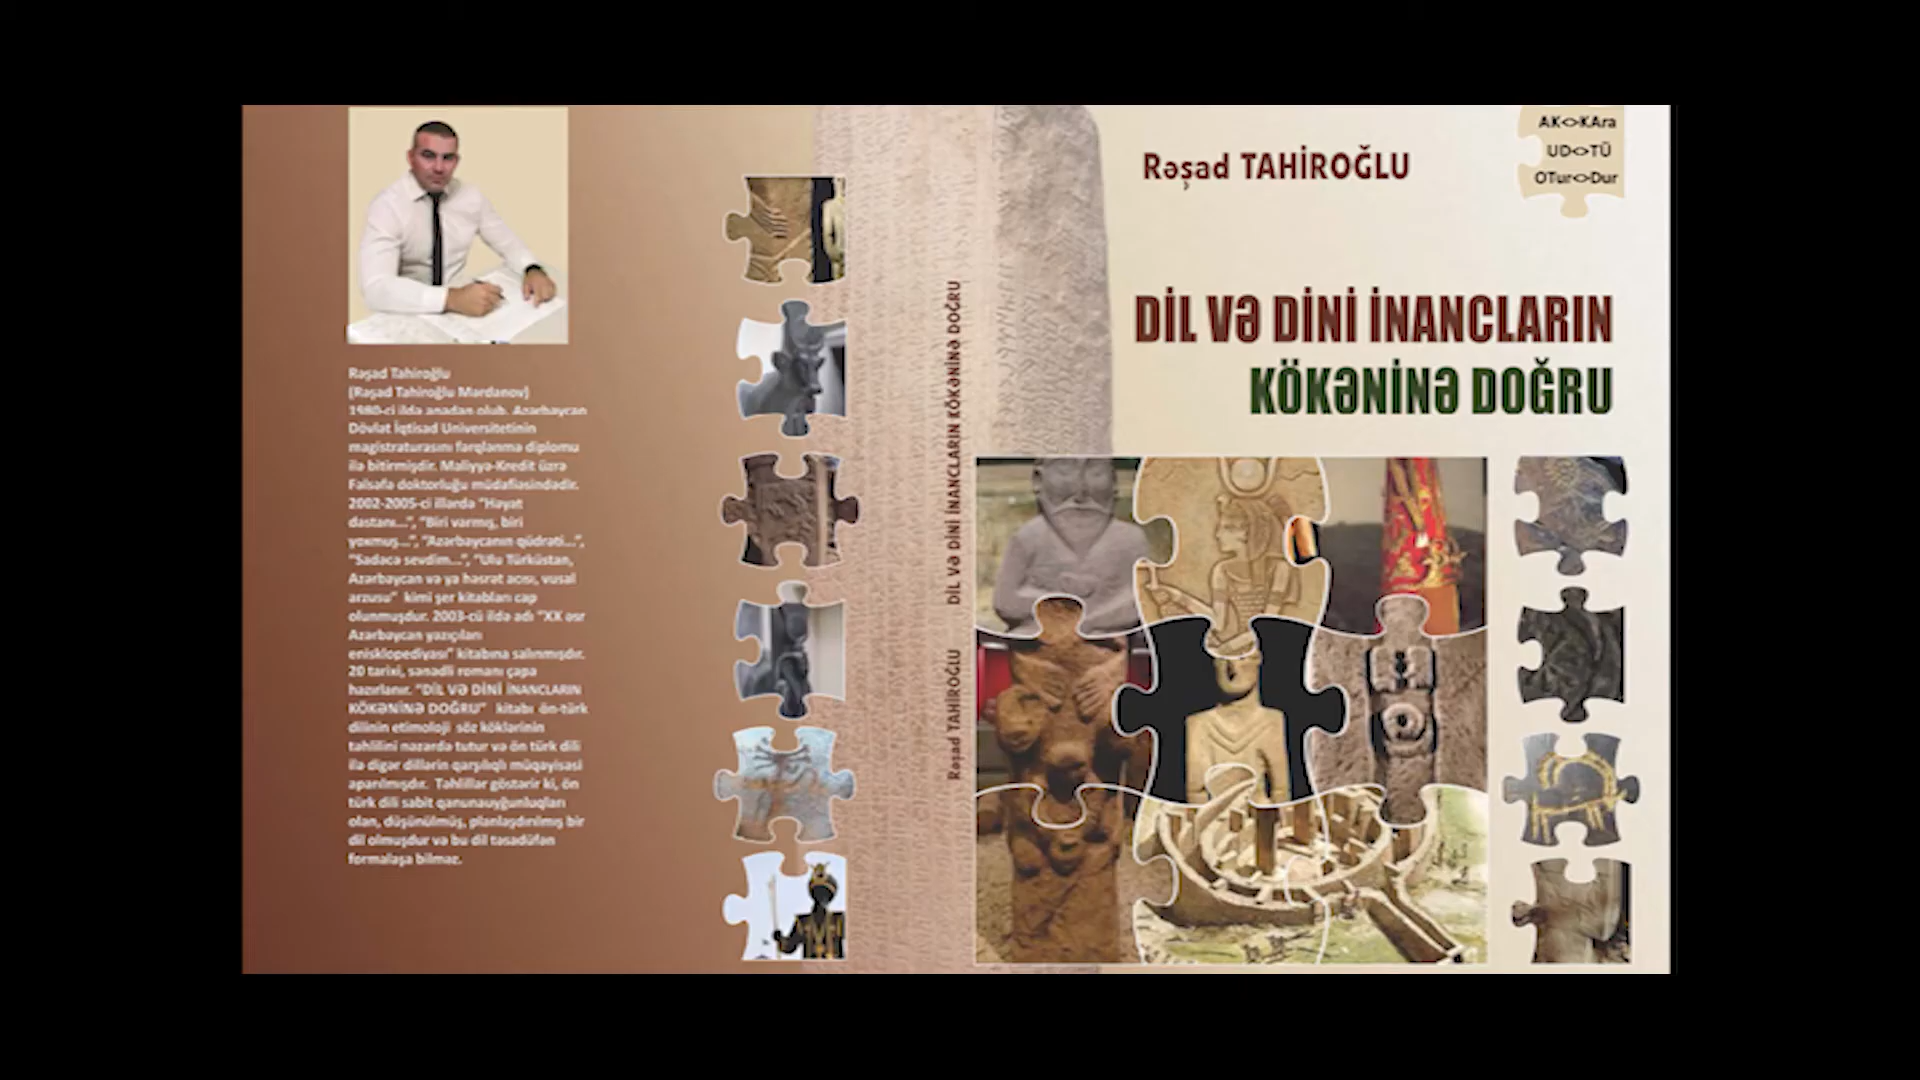 Rəşad Tahiroğlu
(Rəşad Tahiroğlu Mərdanov)
1980-ci ildə anadan olub. Azərbaycan
Dövlət İqtisad Universitetinin
magistraturasını fərqlənmə diplomu
ilə bitirmişdir. Maliyyə-Kredit üzrə
Fəlsəfə doktorluğu müdafiəsindədir.
2002-2005-ci illərdə "Həyat
dastanı...", "Biri varmış, biri
yoxmuş...", "Azərbaycanın qüdrəti...",
"Sadəcə sevdim...", "Ulu Türküstan,
Azərbaycan və ya həsrət acısı, vüsal
arzusu" kimi şer kitabları çap
olunmuşdur. 2003-cü ildə adı "XX əsr
Azərbaycan yazıçıları
enisklopediyası" kitabına salınmışdır.
20 tarixi, sənədli romanı çapa
hazırlanır. "DİL VƏ DİNİ İNANCLARIN
KÖKƏNİNƏ DOĞRU" kitabı ön-türk
dilinin etimoloji söz köklərinin
təhlilini nəzərdə tutur və ön türk dili
ilə digər dillərin qarşılıqlı müqayisəsi
aparılmışdır. Təhlillər göstərir ki, ön
türk dili sabit qanunauyğunluqları
olan, düşünülmüş, planlaşdırılmış bir
dil olmuşdur və bu dil təsadüfən
formalaşa bilməz.
Rəşad TAHİROĞLU DİL VƏ DİNİ İNANCLARIN KÖKƏNİNƏ DOĞRU
Rəşad TAHİROĞLU
AK<>KAra
UD<>TÜ
OTur<>Dur
DİL VƏ DİNİ İNANCLARIN
KÖKƏNİNƏ DOĞRU